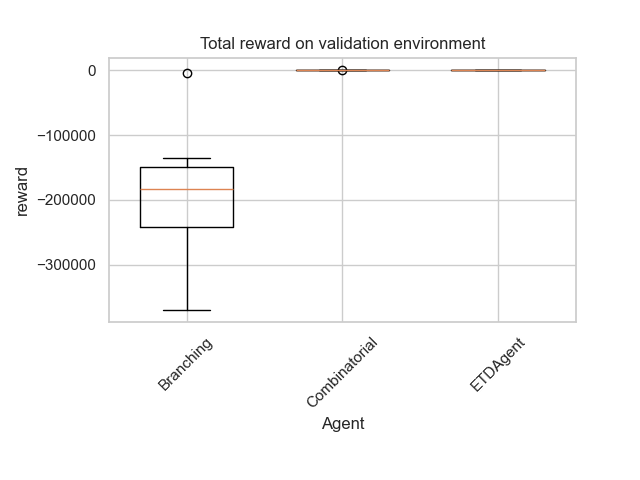 Total reward on validation environment
0
−100000
−200000
−300000
reward
Branching
Combinatorial
ETDAgent
Agent